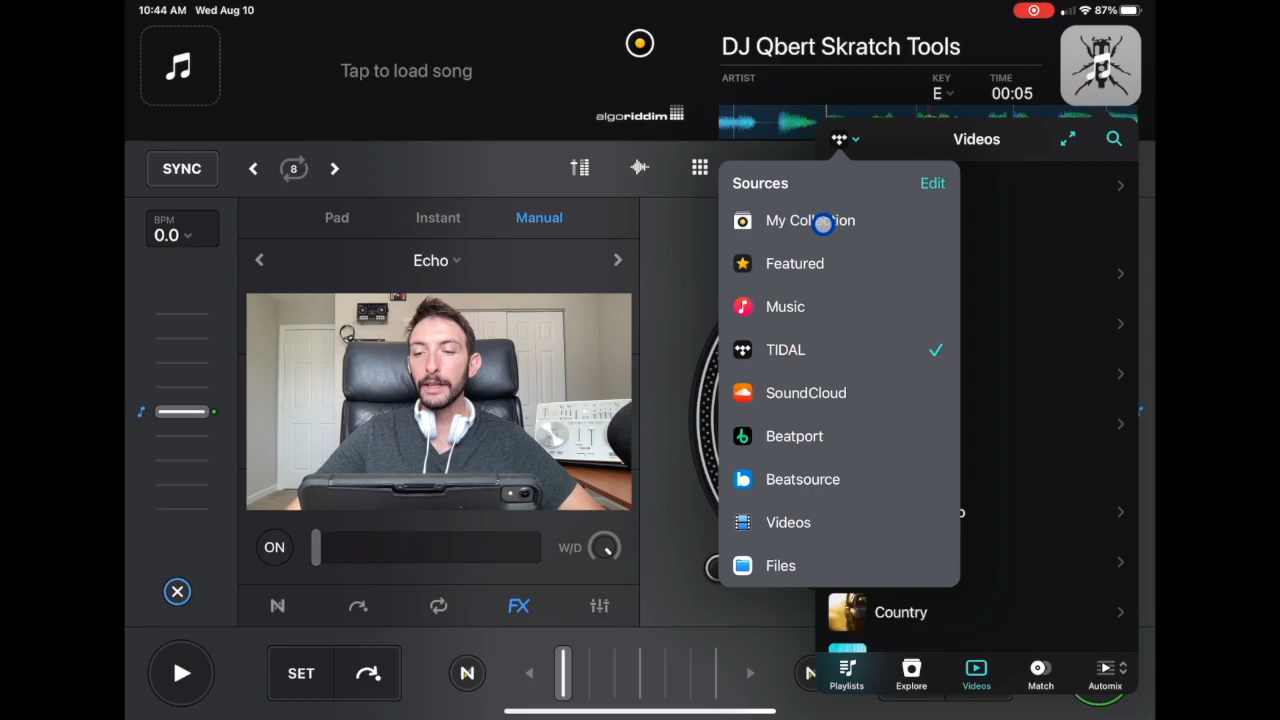 10:44 AM Wed Aug 10
87%
Tap to load song
algoriddim
DJ Qbert Skratch Tools
ARTIST
KEY
TIME
E
00:05
SYNC
8
Videos
BPM
0.0
Pad
Instant
Manual
Echo
Sources
Edit
My Collection
Featured
Music
TIDAL
SoundCloud
Beatport
Beatsource
Videos
Files
Country
ON
W/D
FX
SET
N
Playlists
Explore
Videos
Match
Automix